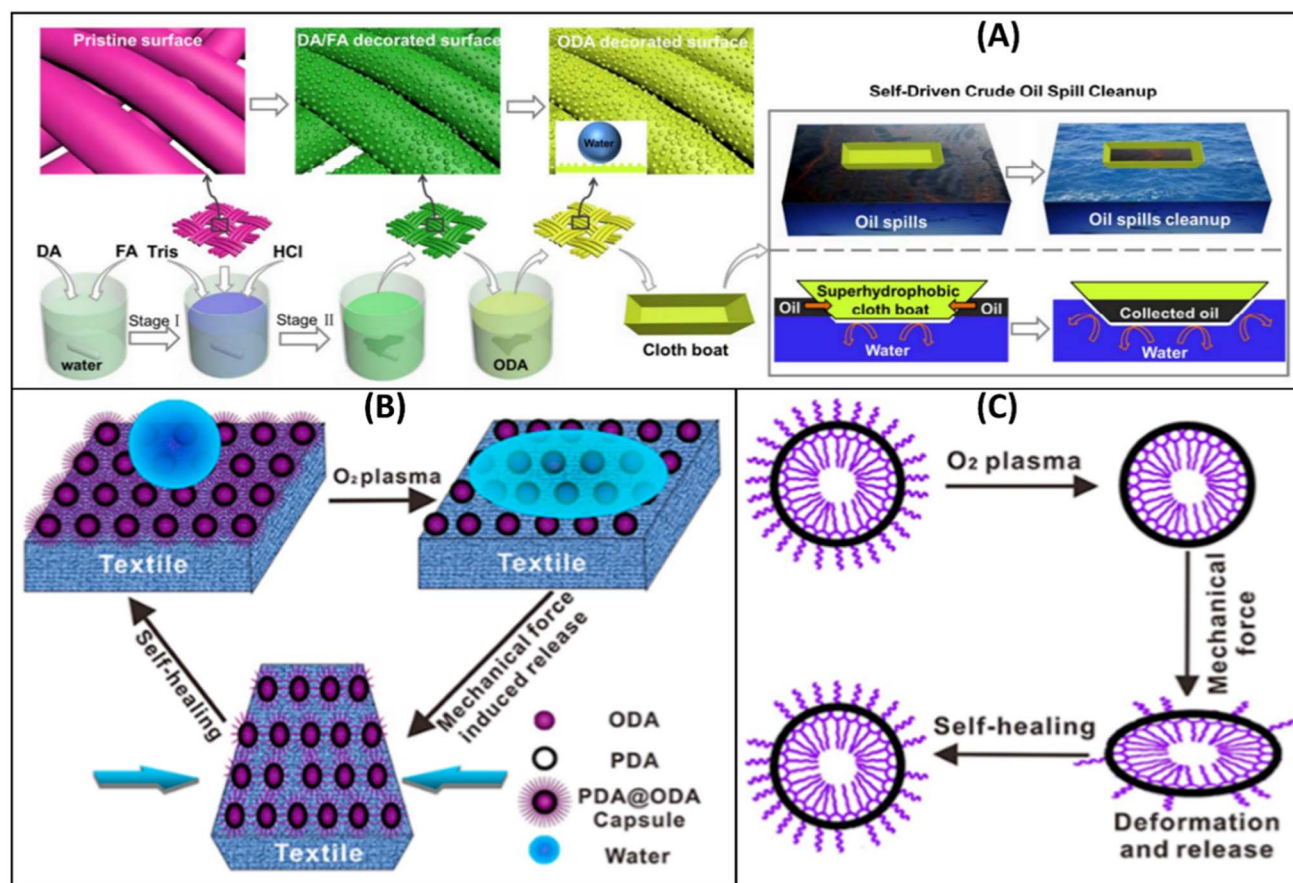 (A)
Pristine surface
DA/FA decorated surface
ODA decorated surface
Water
Self-Driven Crude Oil Spill Cleanup
Oil spills
Oil spills cleanup
DA
FA
Tris
HCl
water
Stage I
Stage II
ODA
Cloth boat
Oil
Superhydrophobic
cloth boat
Oil
Water
Collected oil
Water
(B)
Textile
O₂ plasma
Textile
Self-healing
Mechanical force
induced release
Textile
ODA
PDA
PDA@ODA
Capsule
Water
(C)
O₂ plasma
Mechanical
force
Self-healing
Deformation
and release